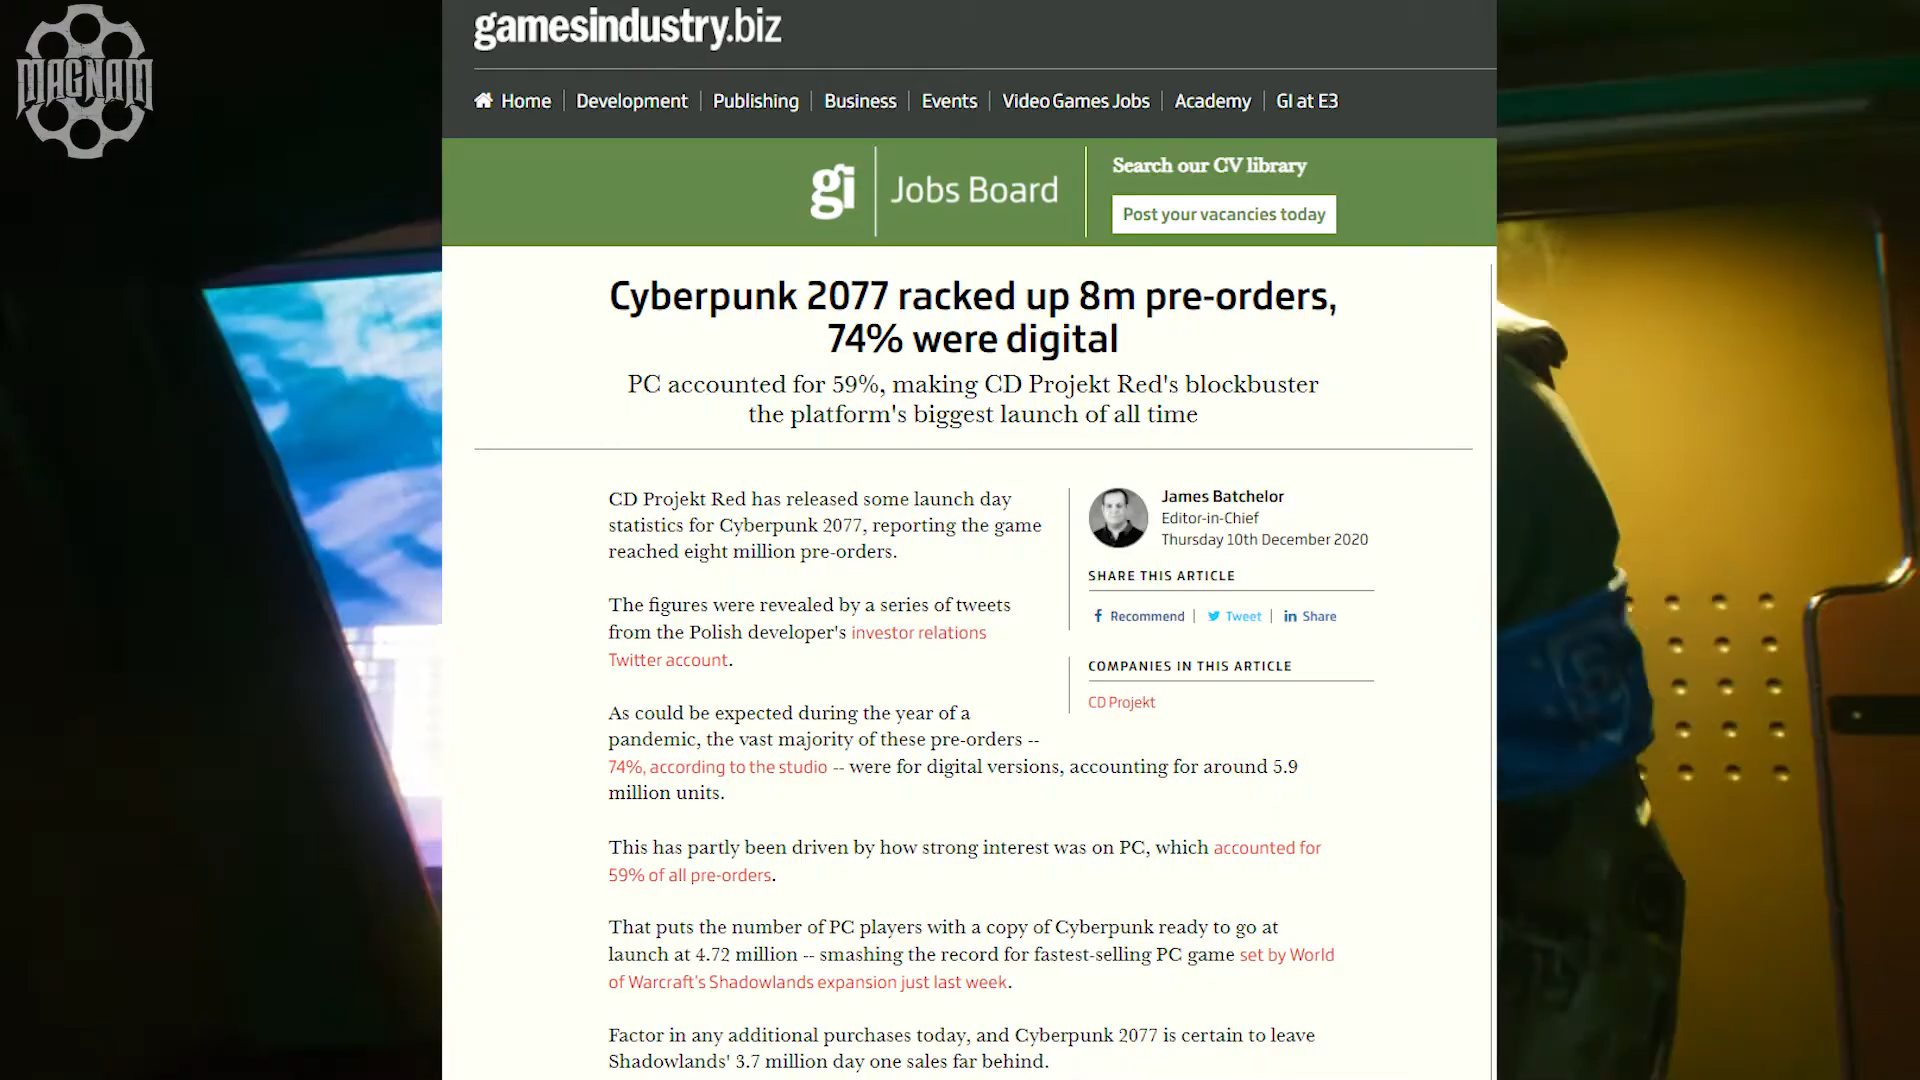 MAGNAM
gamesindustry.biz
Home
Development
Publishing
Business
Events
Video Games Jobs
Academy
GI at E3
gi
Jobs Board
Search our CV library
Post your vacancies today
Cyberpunk 2077 racked up 8m pre-orders,
74% were digital
PC accounted for 59%, making CD Projekt Red's blockbuster
the platform's biggest launch of all time
CD Projekt Red has released some launch day
statistics for Cyberpunk 2077, reporting the game
reached eight million pre-orders.
The figures were revealed by a series of tweets
from the Polish developer's investor relations
Twitter account.
As could be expected during the year of a
pandemic, the vast majority of these pre-orders --
74%, according to the studio -- were for digital versions, accounting for around 5.9
million units.
This has partly been driven by how strong interest was on PC, which accounted for
59% of all pre-orders.
That puts the number of PC players with a copy of Cyberpunk ready to go at
launch at 4.72 million -- smashing the record for fastest-selling PC game set by World
of Warcraft's Shadowlands expansion just last week.
Factor in any additional purchases today, and Cyberpunk 2077 is certain to leave
Shadowlands' 3.7 million day one sales far behind.
James Batchelor
Editor-in-Chief
Thursday 10th December 2020
SHARE THIS ARTICLE
Recommend
Tweet
Share
COMPANIES IN THIS ARTICLE
CD Projekt